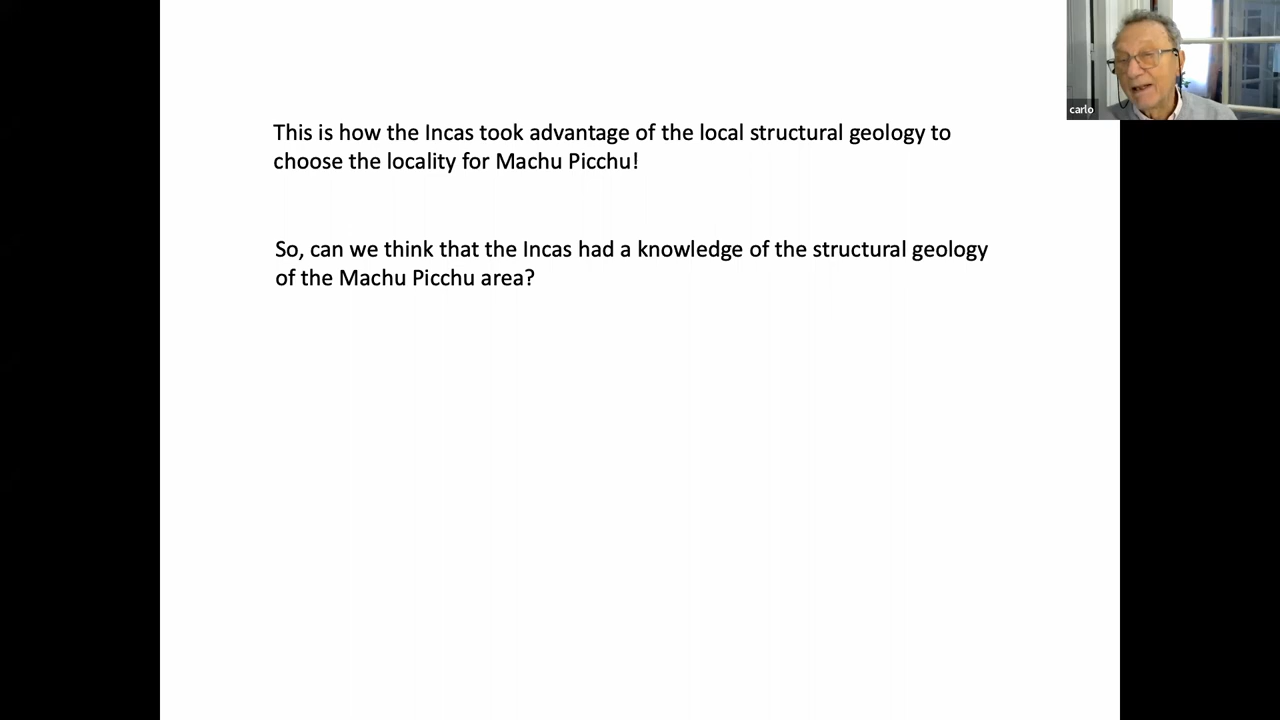 This is how the Incas took advantage of the local structural geology to
choose the locality for Machu Picchu!
So, can we think that the Incas had a knowledge of the structural geology
of the Machu Picchu area?
carlo